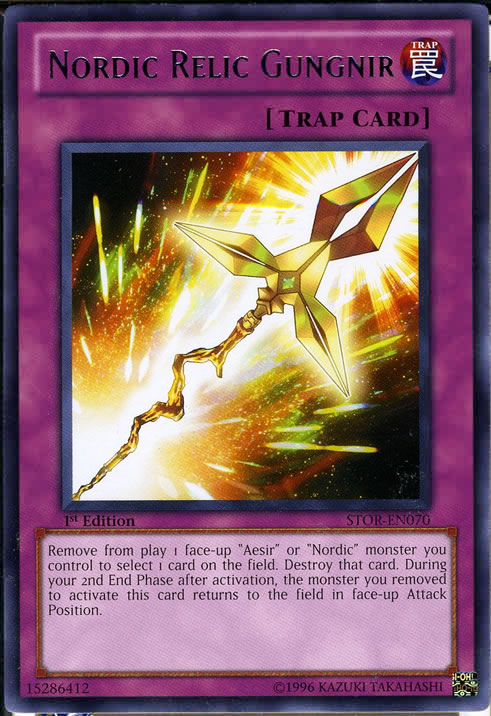 Nordic Relic Gungnir
TRAP
罠
[Trap Card]
1st Edition
STOR-EN070
Remove from play 1 face-up "Aesir" or "Nordic" monster you
control to select 1 card on the field. Destroy that card. During
your 2nd End Phase after activation, the monster you removed
to activate this card returns to the field in face-up Attack
Position.
15286412
©1996 KAZUKI TAKAHASHI